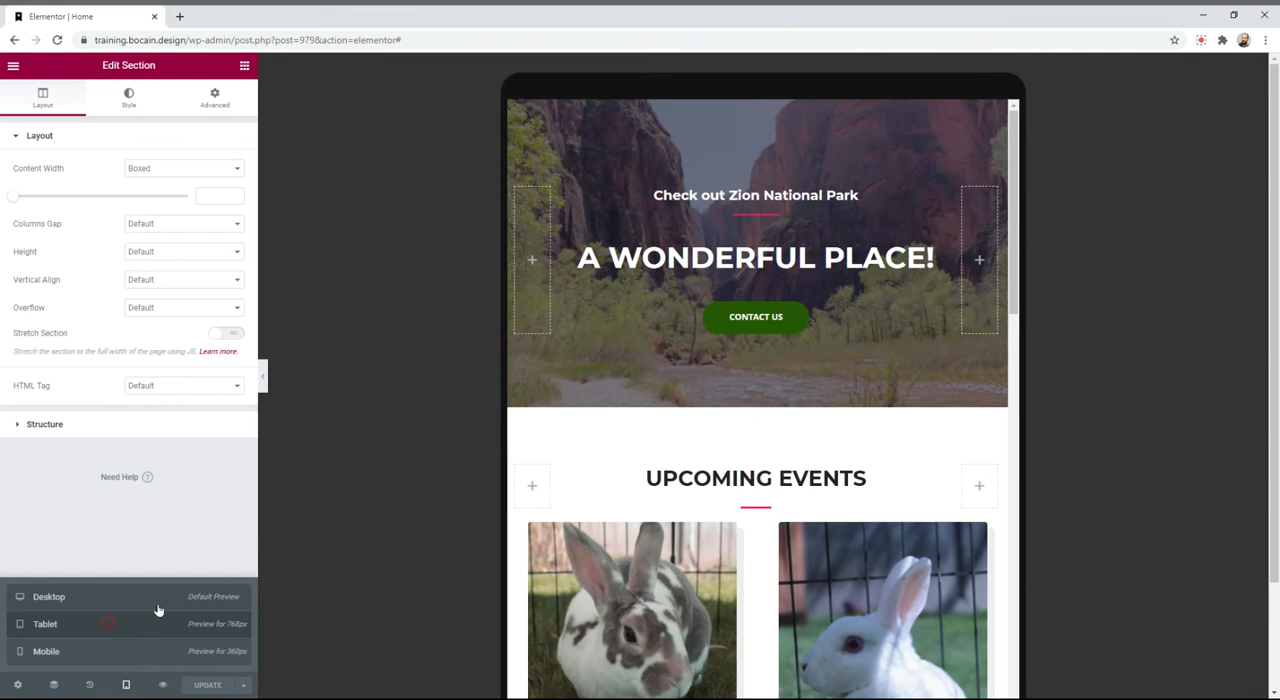 Elementor | Home
training.bocain.design/wp-admin/post.php?post=979&action=elementor#
Edit Section
Layout
Style
Advanced
Layout
Content Width
Boxed
Columns Gap
Default
Height
Default
Vertical Align
Default
Overflow
Default
Stretch Section
NO
Stretch the section to the full width of the page using JS. Learn more.
HTML Tag
Default
Structure
Need Help ?
Desktop
Default Preview
Tablet
Preview for 768px
Mobile
Preview for 360px
UPDATE
Check out Zion National Park
A WONDERFUL PLACE!
CONTACT US
UPCOMING EVENTS